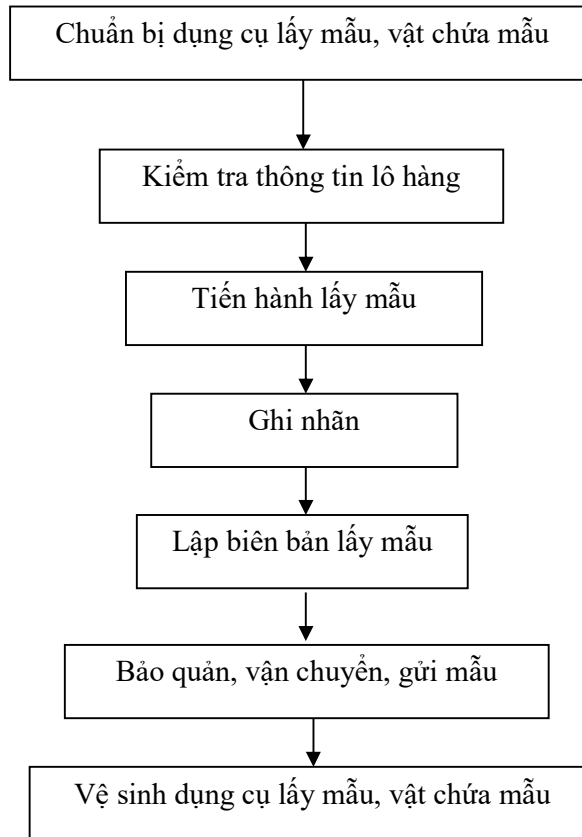 Chuẩn bị dụng cụ lấy mẫu, vật chứa mẫu
Kiểm tra thông tin lô hàng
Tiến hành lấy mẫu
Ghi nhãn
Lập biên bản lấy mẫu
Bảo quản, vận chuyển, gửi mẫu
Vệ sinh dụng cụ lấy mẫu, vật chứa mẫu